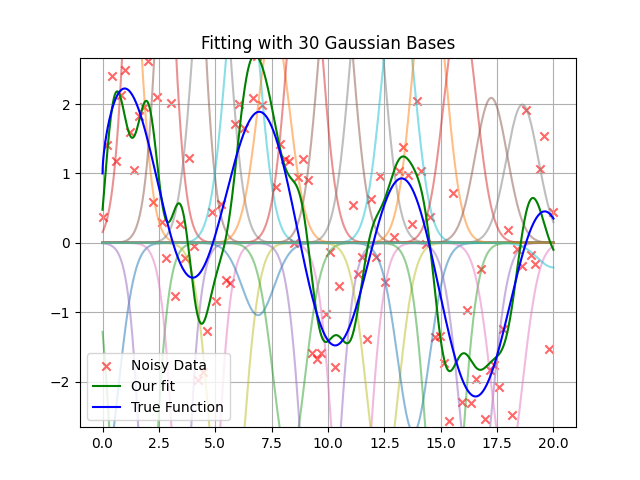 Fitting with 30 Gaussian Bases
2
1
0
−1
−2
0.0 2.5 5.0 7.5 10.0 12.5 15.0 17.5 20.0
Noisy Data
Our fit
True Function